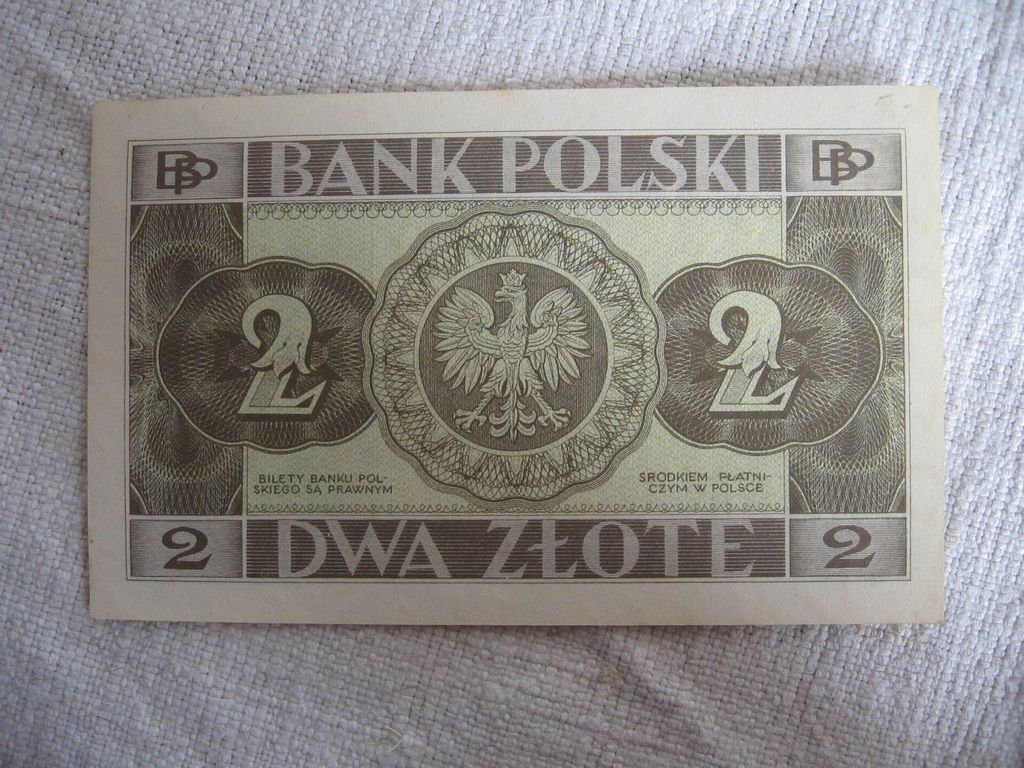 BP BANK POLSKI BP
2 2
BILETY BANKU POL-
SKIEGO SĄ PRAWNYM
ŚRODKIEM PŁATNI-
CZYM W POLSCE
2 DWA ZŁOTE 2